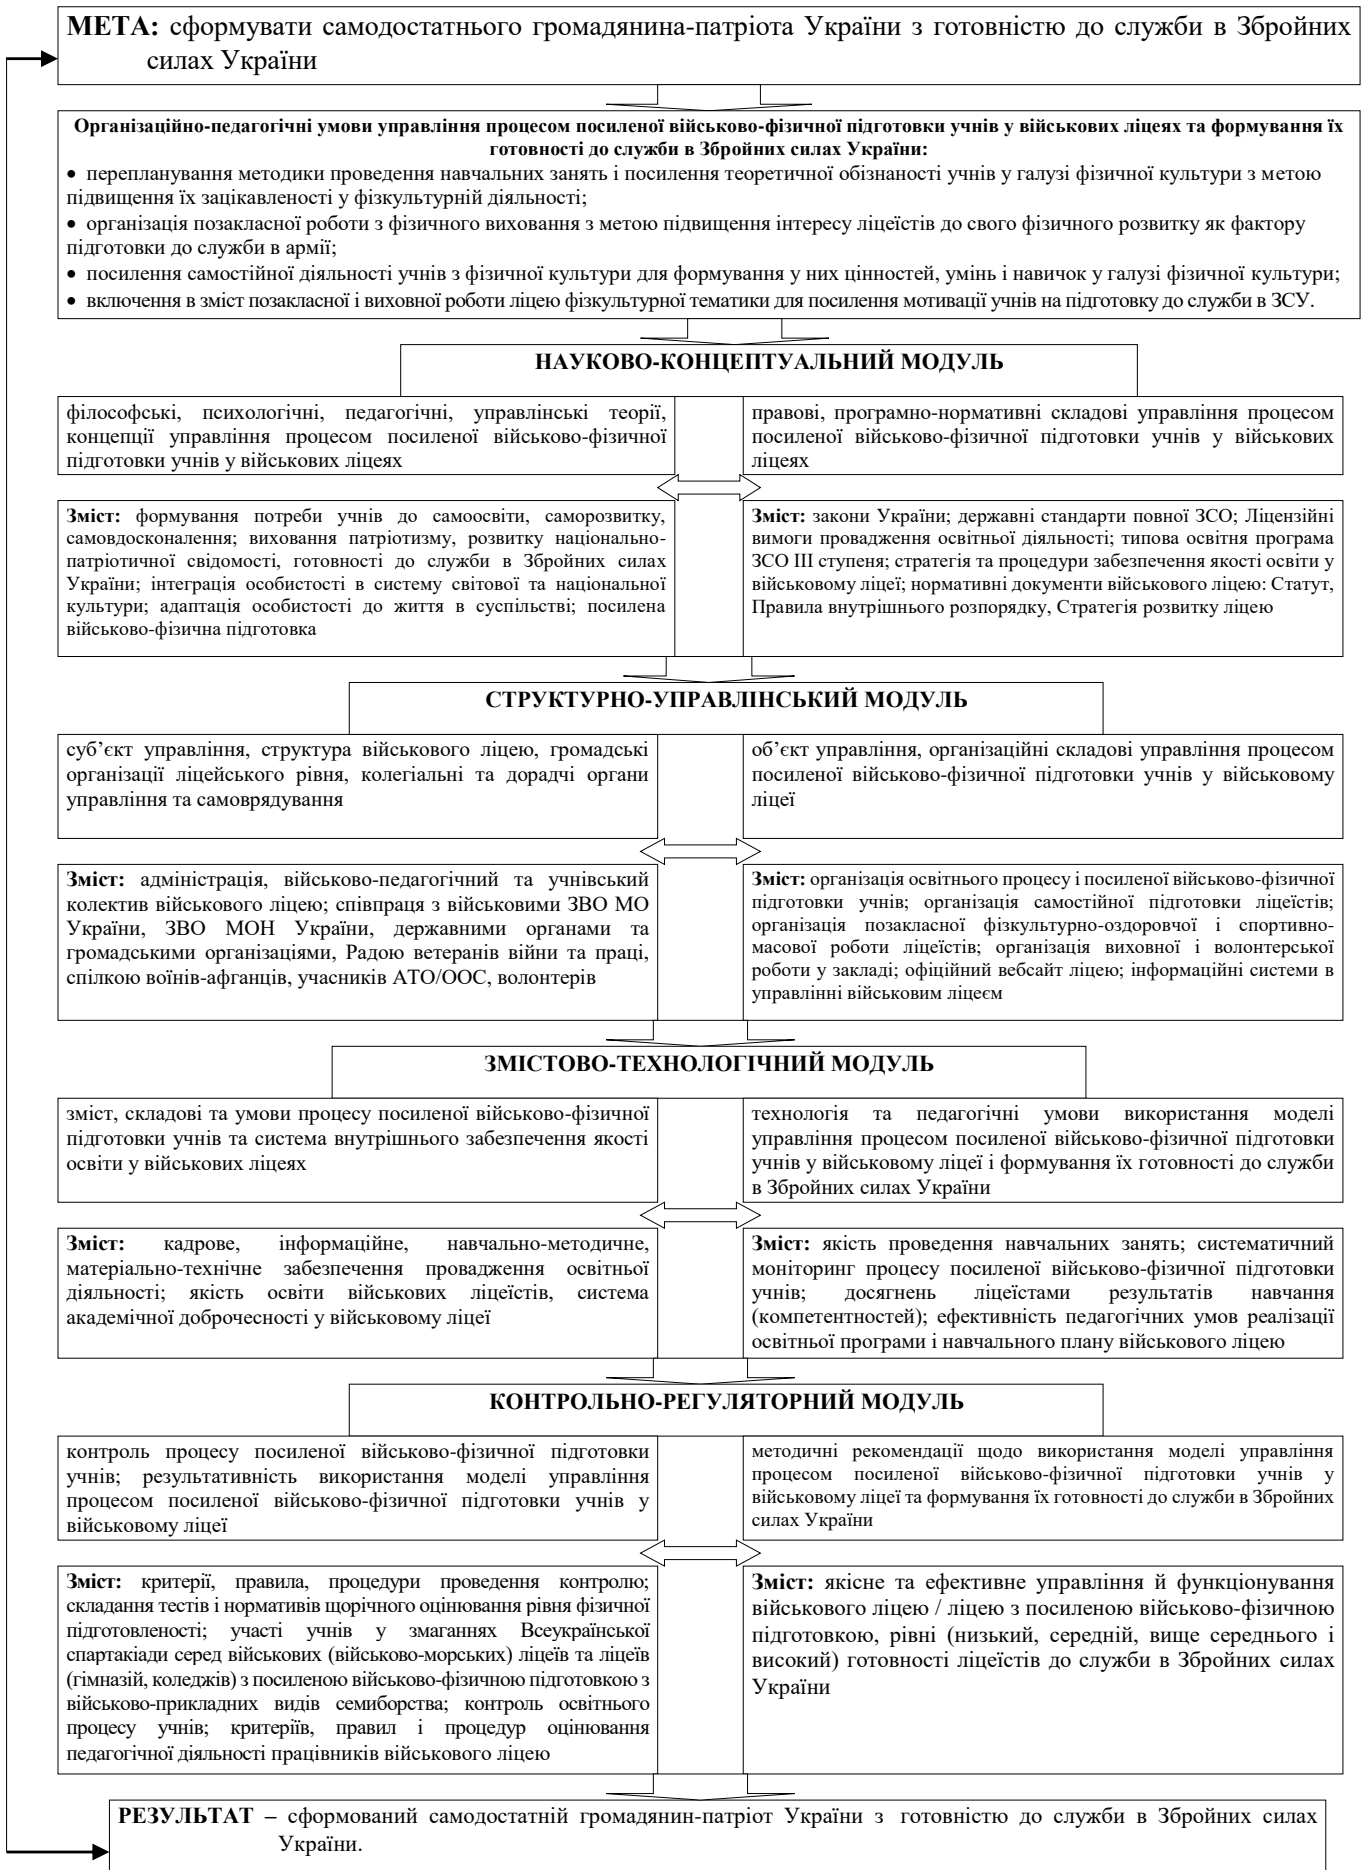 МЕТА: сформувати самодостатнього громадянина-патріота України з готовністю до служби в Збройних
силах України
Організаційно-педагогічні умови управління процесом посиленої військово-фізичної підготовки учнів у військових ліцеях та формування їх
готовності до служби в Збройних силах України:
• перепланування методики проведення навчальних занять і посилення теоретичної обізнаності учнів у галузі фізичної культури з метою
підвищення їх зацікавленості у фізкультурній діяльності;
• організація позакласної роботи з фізичного виховання з метою підвищення інтересу ліцеїстів до свого фізичного розвитку як фактору
підготовки до служби в армії;
• посилення самостійної діяльності учнів з фізичної культури для формування у них цінностей, умінь і навичок у галузі фізичної культури;
• включення в зміст позакласної і виховної роботи ліцею фізкультурної тематики для посилення мотивації учнів на підготовку до служби в ЗСУ.
НАУКОВО-КОНЦЕПТУАЛЬНИЙ МОДУЛЬ
філософські, психологічні, педагогічні, управлінські теорії,
концепції управління процесом посиленої військово-фізичної
підготовки учнів у військових ліцеях
правові, програмно-нормативні складові управління процесом
посиленої військово-фізичної підготовки учнів у військових
ліцеях
Зміст: формування потреби учнів до самоосвіти, саморозвитку,
самовдосконалення; виховання патріотизму, розвитку національно-
патріотичної свідомості, готовності до служби в Збройних силах
України; інтеграція особистості в систему світової та національної
культури; адаптація особистості до життя в суспільстві; посилена
військово-фізична підготовка
Зміст: закони України; державні стандарти повної ЗСО; Ліцензійні
вимоги провадження освітньої діяльності; типова освітня програма
ЗСО ІІІ ступеня; стратегія та процедури забезпечення якості освіти у
військовому ліцеї; нормативні документи військового ліцею: Статут,
Правила внутрішнього розпорядку, Стратегія розвитку ліцею
СТРУКТУРНО-УПРАВЛІНСЬКИЙ МОДУЛЬ
суб’єкт управління, структура військового ліцею, громадські
організації ліцейського рівня, колегіальні та дорадчі органи
управління та самоврядування
об’єкт управління, організаційні складові управління процесом
посиленої військово-фізичної підготовки учнів у військовому
ліцеї
Зміст: адміністрація, військово-педагогічний та учнівський
колектив військового ліцею; співпраця з військовими ЗВО МО
України, ЗВО МОН України, державними органами та
громадськими організаціями, Радою ветеранів війни та праці,
спілкою воїнів-афганців, учасників АТО/ООС, волонтерів
Зміст: організація освітнього процесу і посиленої військово-фізичної
підготовки учнів; організація самостійної підготовки ліцеїстів;
організація позакласної фізкультурно-оздоровчої і спортивно-
масової роботи ліцеїстів; організація виховної і волонтерської
роботи у закладі; офіційний вебсайт ліцею; інформаційні системи в
управлінні військовим ліцеєм
ЗМІСТОВО-ТЕХНОЛОГІЧНИЙ МОДУЛЬ
зміст, складові та умови процесу посиленої військово-фізичної
підготовки учнів та система внутрішнього забезпечення якості
освіти у військових ліцеях
технологія та педагогічні умови використання моделі
управління процесом посиленої військово-фізичної підготовки
учнів у військовому ліцеї і формування їх готовності до служби
в Збройних силах України
Зміст: кадрове, інформаційне, навчально-методичне,
матеріально-технічне забезпечення провадження освітньої
діяльності; якість освіти військових ліцеїстів, система
академічної доброчесності у військовому ліцеї
Зміст: якість проведення навчальних занять; систематичний
моніторинг процесу посиленої військово-фізичної підготовки
учнів; досягнень ліцеїстами результатів навчання
(компетентностей); ефективність педагогічних умов реалізації
освітньої програми і навчального плану військового ліцею
КОНТРОЛЬНО-РЕГУЛЯТОРНИЙ МОДУЛЬ
контроль процесу посиленої військово-фізичної підготовки
учнів; результативність використання моделі управління
процесом посиленої військово-фізичної підготовки учнів у
військовому ліцеї
методичні рекомендації щодо використання моделі управління
процесом посиленої військово-фізичної підготовки учнів у
військовому ліцеї та формування їх готовності до служби в Збройних
силах України
Зміст: критерії, правила, процедури проведення контролю;
складання тестів і нормативів щорічного оцінювання рівня фізичної
підготовленості; участі учнів у змаганнях Всеукраїнської
спартакіади серед військових (військово-морських) ліцеїв та ліцеїв
(гімназій, коледжів) з посиленою військово-фізичною підготовкою з
військово-прикладних видів семиборства; контроль освітнього
процесу учнів; критеріїв, правил і процедур оцінювання
педагогічної діяльності працівників військового ліцею
Зміст: якісне та ефективне управління й функціонування
військового ліцею / ліцею з посиленою військово-фізичною
підготовкою, рівні (низький, середній, вище середнього і
високий) готовності ліцеїстів до служби в Збройних силах
України
РЕЗУЛЬТАТ – сформований самодостатній громадянин-патріот України з готовністю до служби в Збройних силах
України.